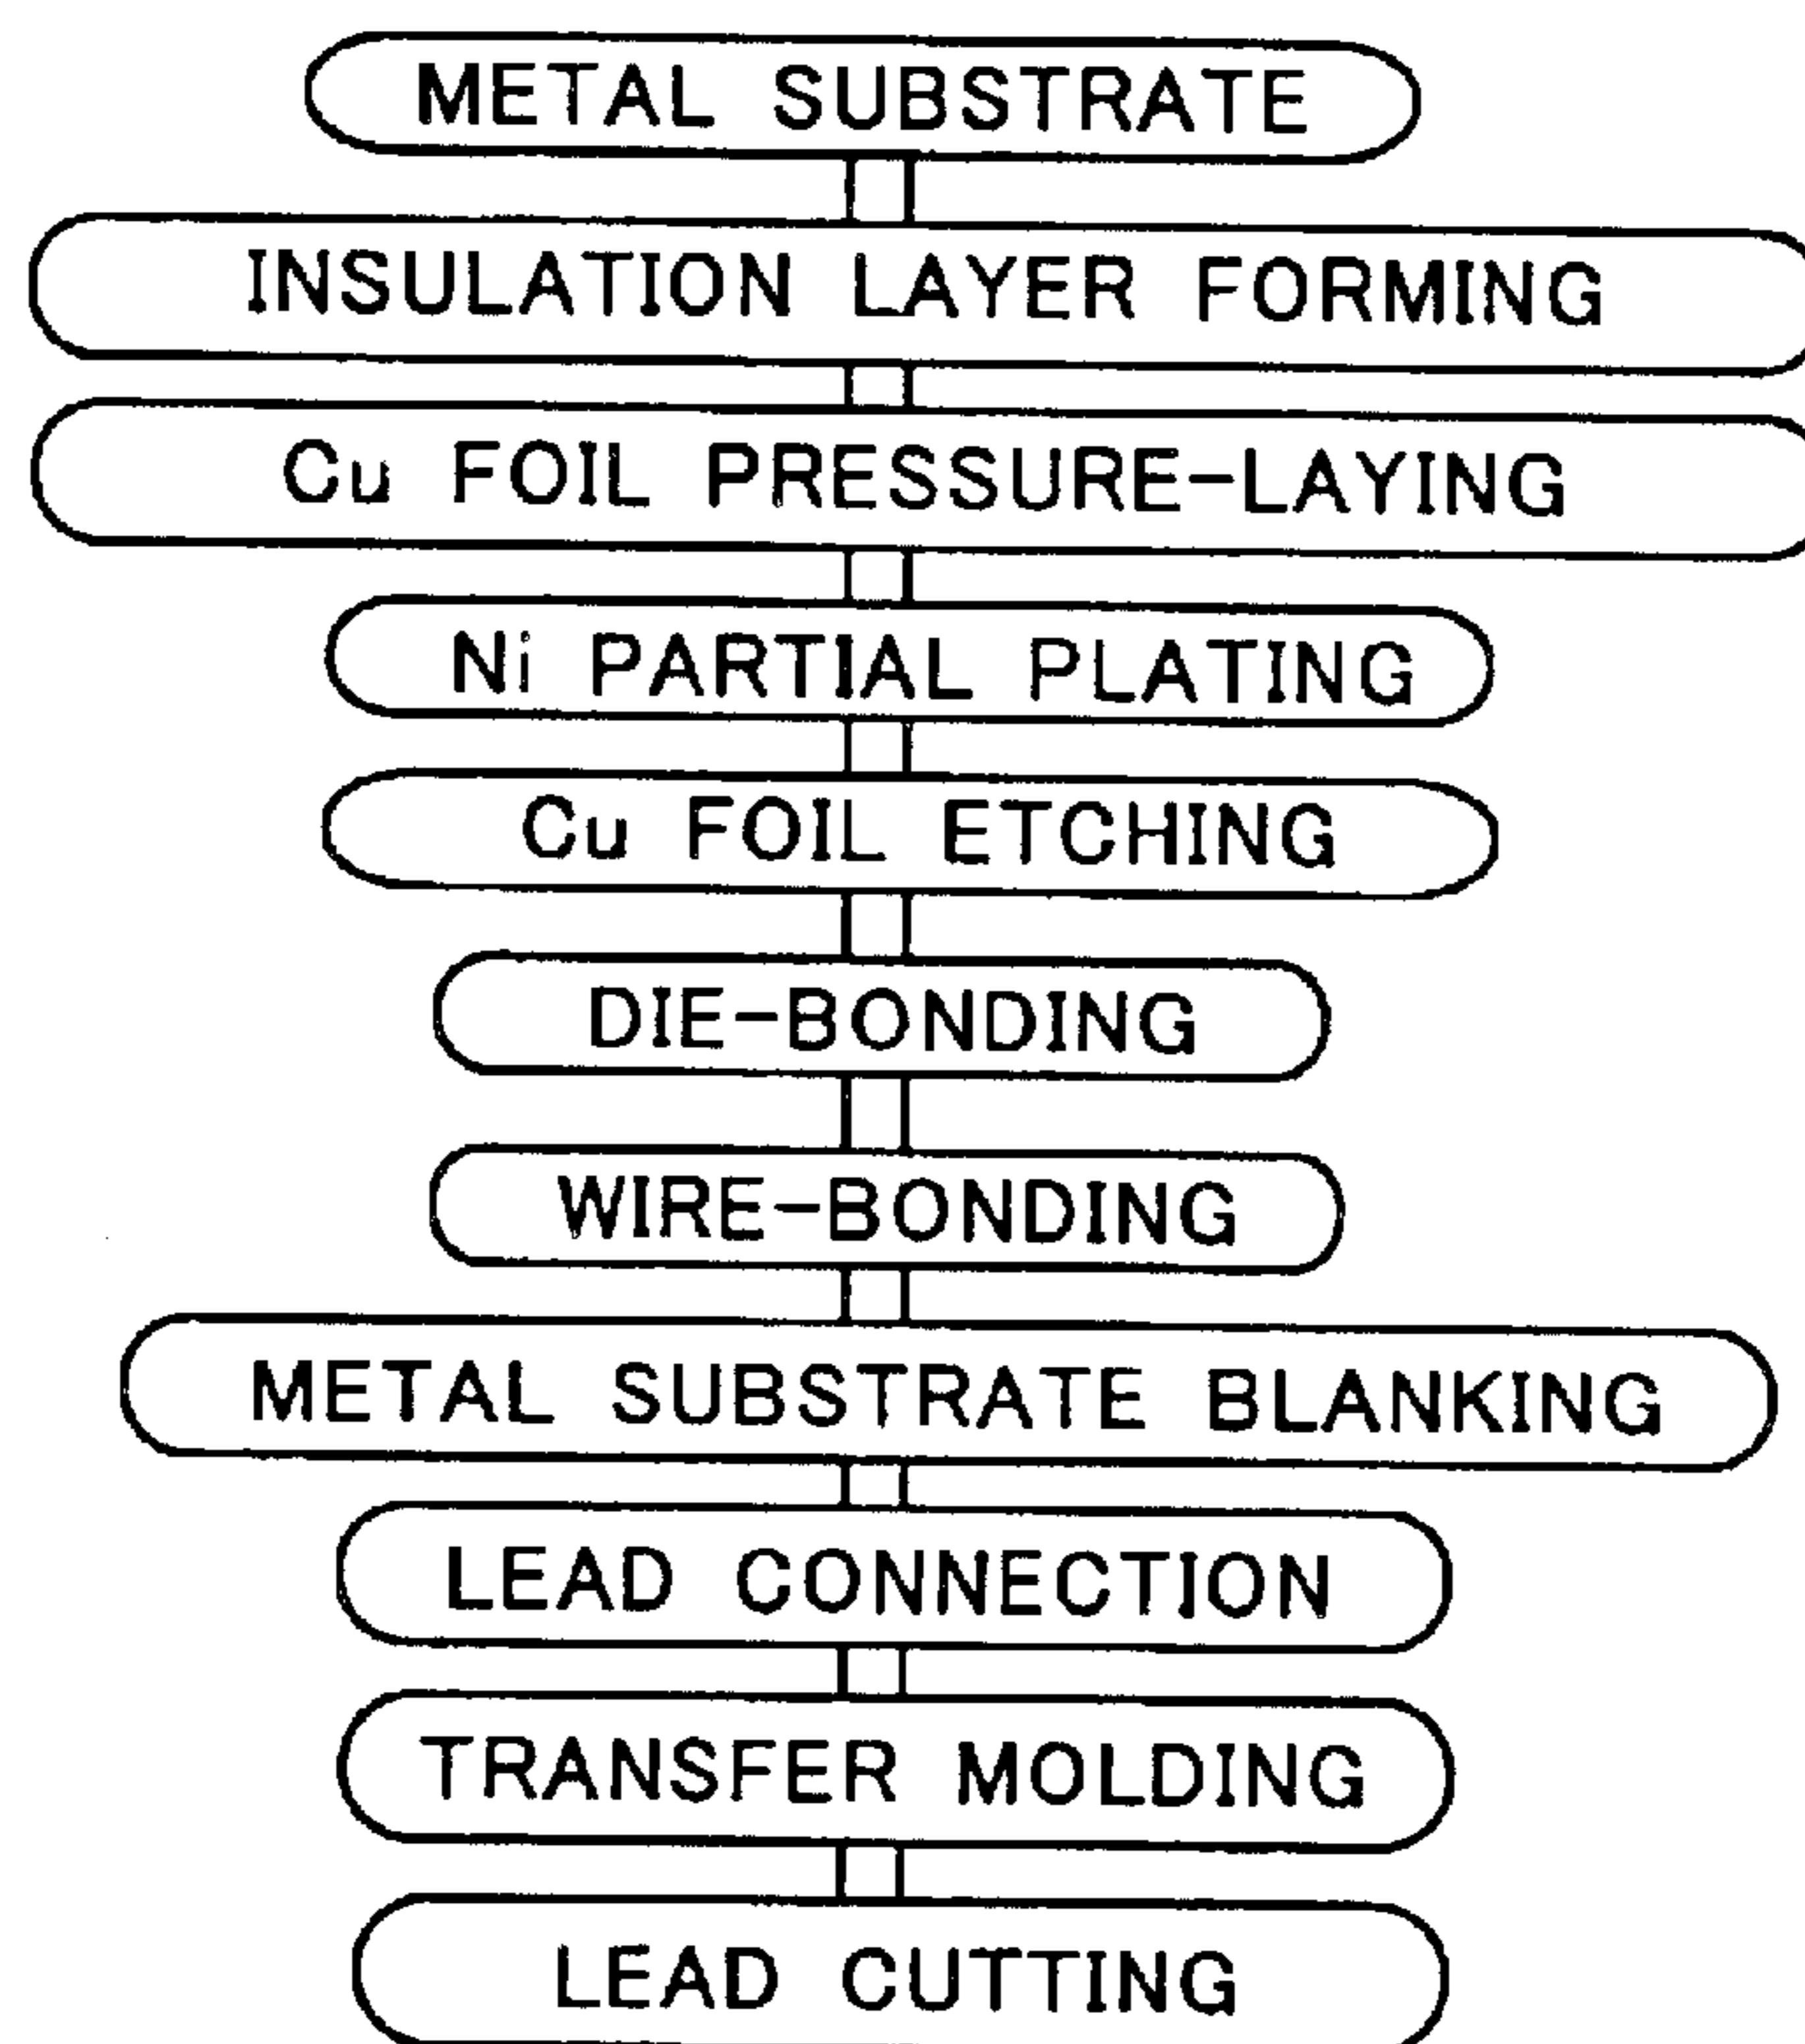 METAL SUBSTRATE
INSULATION LAYER FORMING
Cu FOIL PRESSURE-LAYING
Ni PARTIAL PLATING
Cu FOIL ETCHING
DIE-BONDING
WIRE-BONDING
METAL SUBSTRATE BLANKING
LEAD CONNECTION
TRANSFER MOLDING
LEAD CUTTING